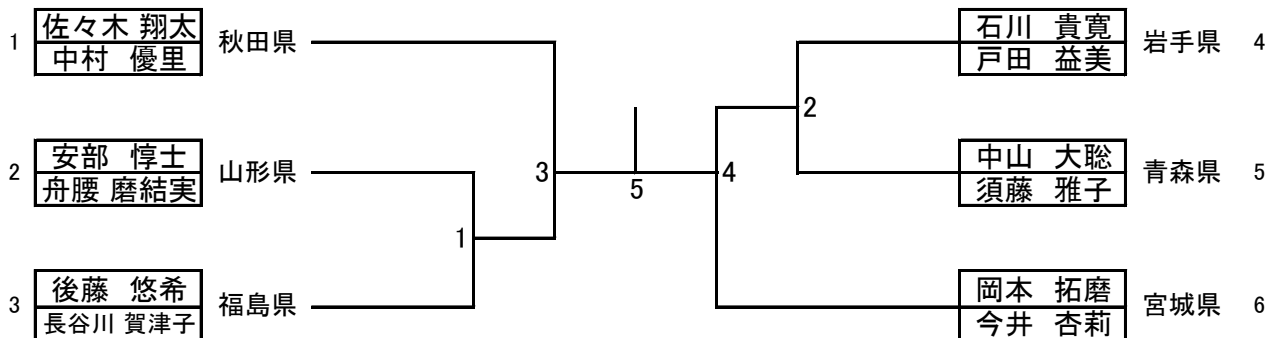 1 佐々木 翔太 秋田県
中村 優里
2 安部 惇士 山形県
舟腰 磨結実
3 後藤 悠希 福島県
長谷川 賀津子
1
3
5
4
2
石川 貴寛 岩手県 4
戸田 益美
中山 大聡 青森県 5
須藤 雅子
岡本 拓磨 宮城県 6
今井 杏莉